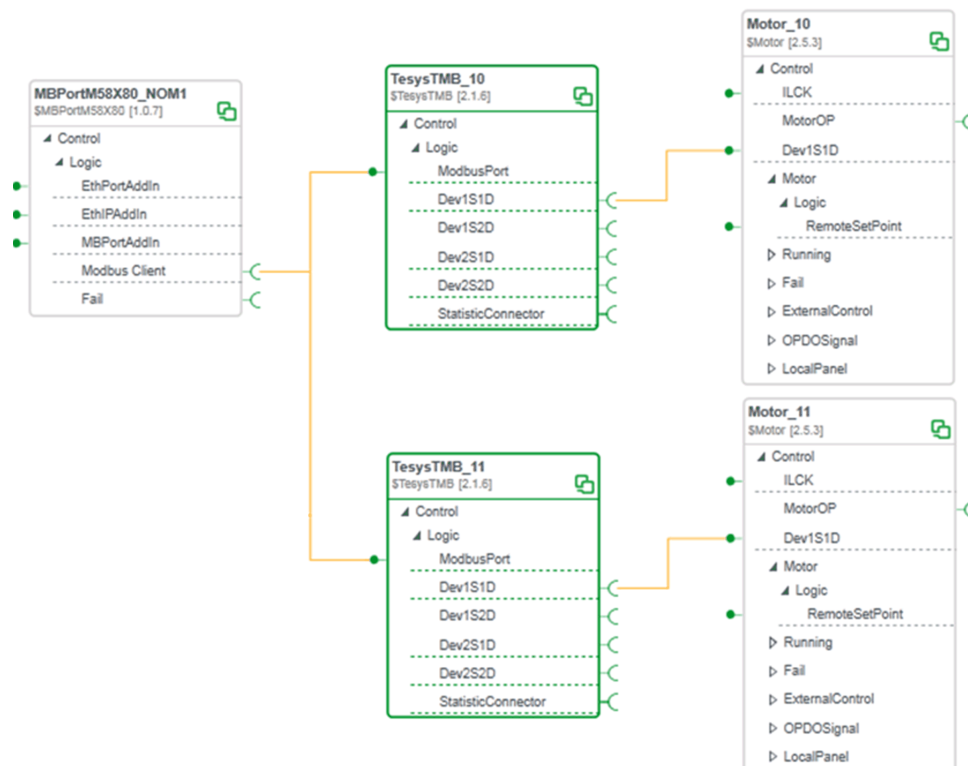 MBPortM58X80_NOM1
$MBPortM58X80 [1.0.7]
Control
Logic
EthPortAddIn
EthIPAddIn
MBPortAddIn
Modbus Client
Fail
TesysTMB_10
$TesysTMB [2.1.6]
Control
Logic
ModbusPort
Dev1S1D
Dev1S2D
Dev2S1D
Dev2S2D
StatisticConnector
Motor_10
$Motor [2.5.3]
Control
ILCK
MotorOP
Dev1S1D
Motor
Logic
RemoteSetPoint
Running
Fail
ExternalControl
OPDOSignal
LocalPanel
TesysTMB_11
$TesysTMB [2.1.6]
Control
Logic
ModbusPort
Dev1S1D
Dev1S2D
Dev2S1D
Dev2S2D
StatisticConnector
Motor_11
$Motor [2.5.3]
Control
ILCK
MotorOP
Dev1S1D
Motor
Logic
RemoteSetPoint
Running
Fail
ExternalControl
OPDOSignal
LocalPanel